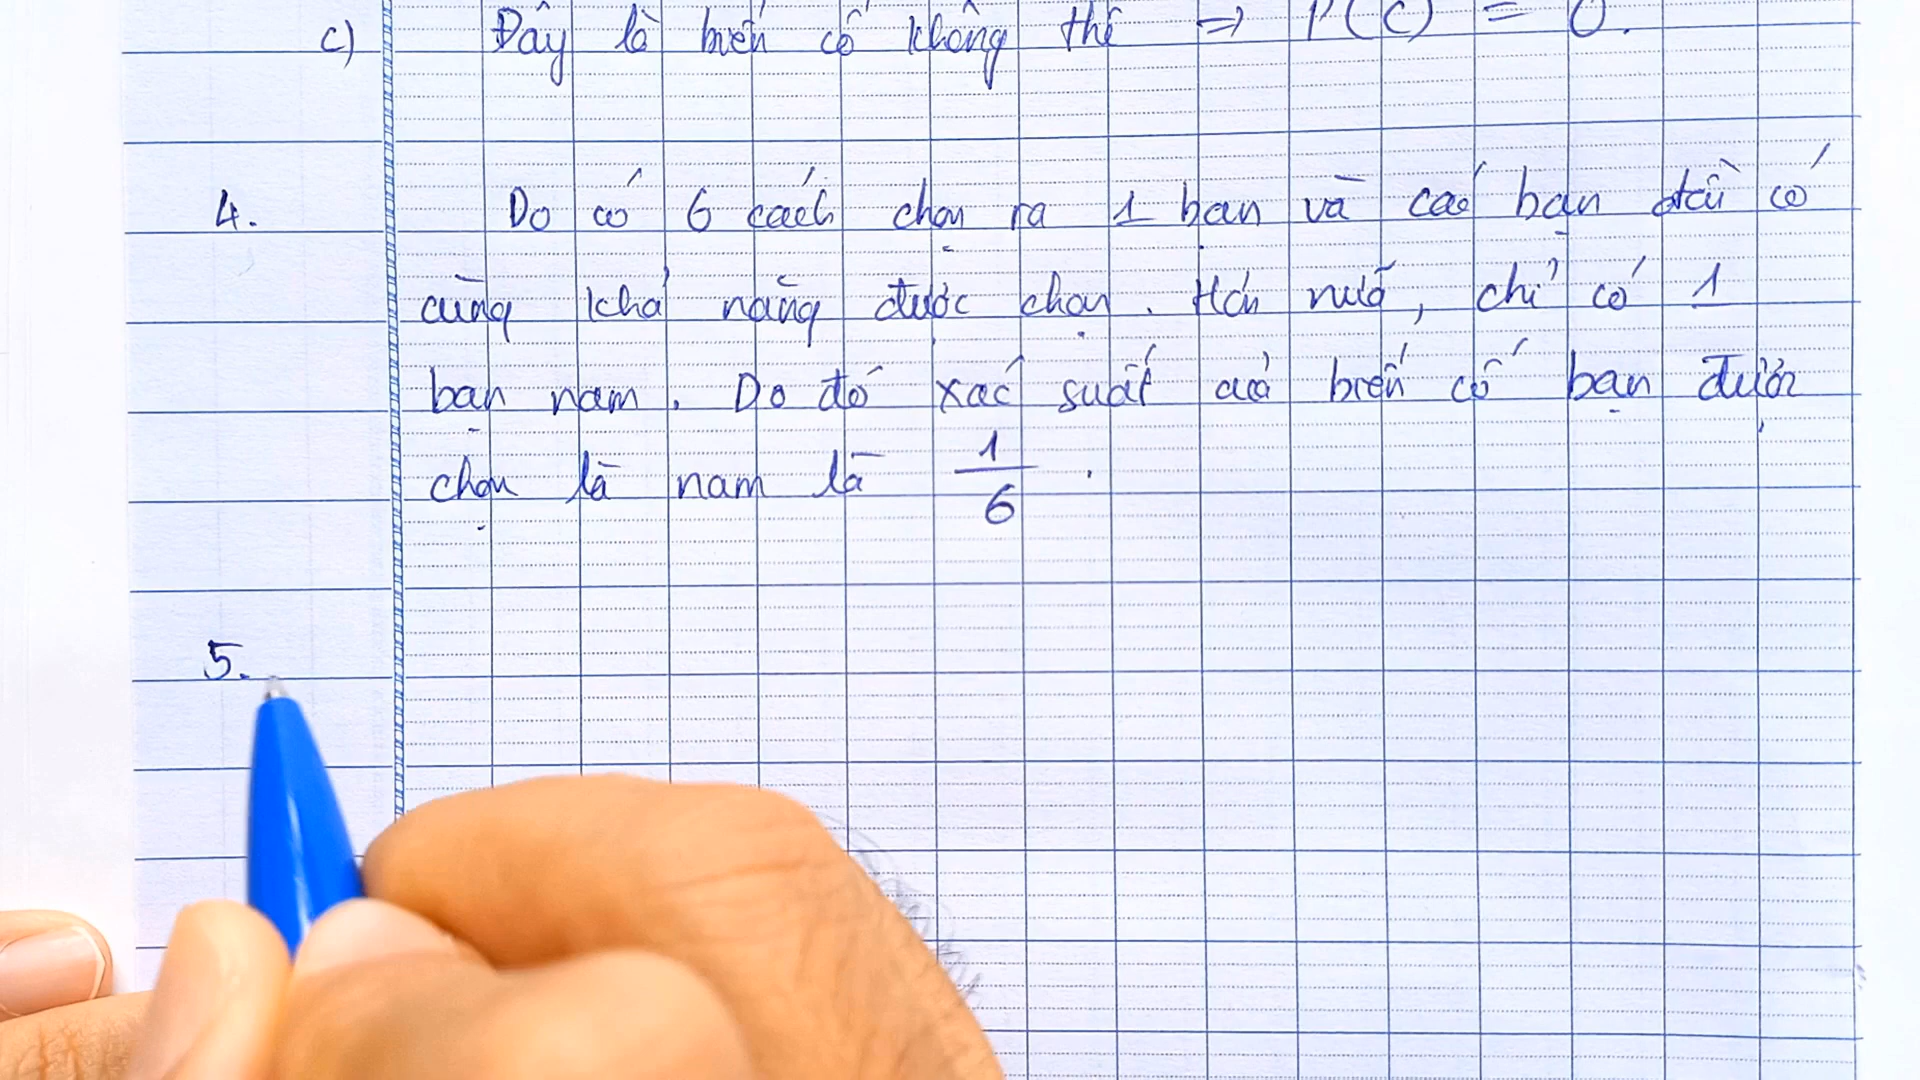 c) Đây là biến cố không thể ⇒ P(C) = 0.
4. Do có 6 cách chọn ra 1 bạn và các bạn đều có
cùng khả năng được chọn. Hơn nữa, chỉ có 1
bạn nam. Do đó xác suất của biến cố bạn được
chọn là nam là 1/6.
5.